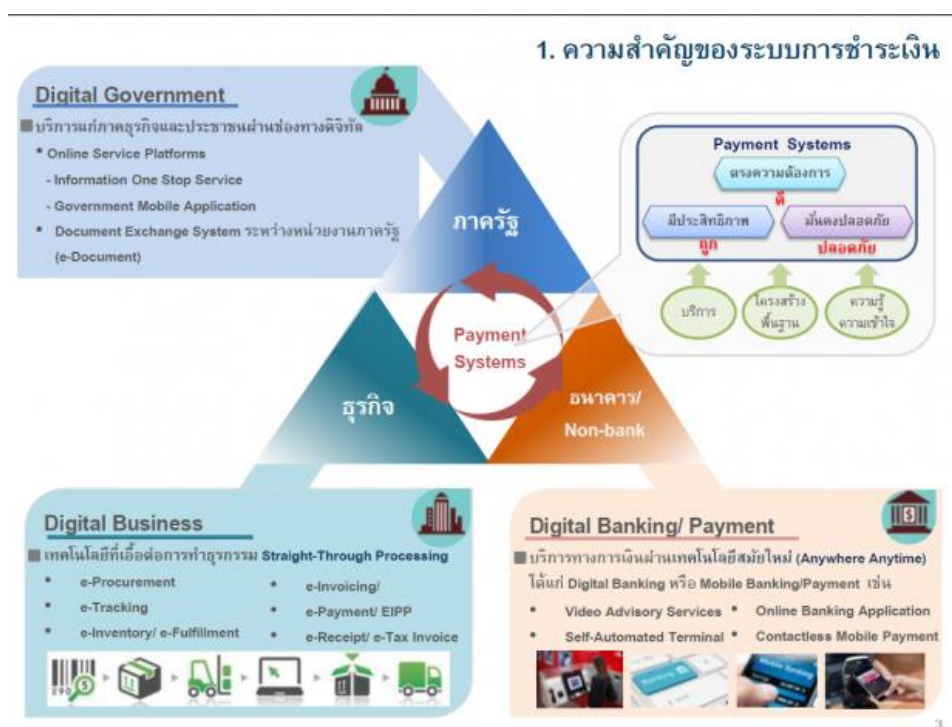 1. ความสำคัญของระบบการชำระเงิน
Digital Government
บริการแก่ภาคธุรกิจและประชาชนผ่านช่องทางดิจิทัล
* Online Service Platforms
- Information One Stop Service
- Government Mobile Application
• Document Exchange System ระหว่างหน่วยงานภาครัฐ
(e-Document)
ภาครัฐ
Payment Systems
ตรงความต้องการ
ดี
มีประสิทธิภาพ
ถูก
มั่นคงปลอดภัย
ปลอดภัย
บริการ
โครงสร้าง
พื้นฐาน
ความรู้
ความเข้าใจ
Payment
Systems
ธุรกิจ
ธนาคาร/
Non-bank
Digital Business
เทคโนโลยีที่เอื้อต่อการทำธุรกรรม Straight-Through Processing
• e-Procurement
• e-Tracking
• e-Inventory/ e-Fulfillment
• e-Invoicing/
• e-Payment/ EIPP
• e-Receipt/ e-Tax Invoice
Digital Banking/ Payment
บริการทางการเงินผ่านเทคโนโลยีสมัยใหม่ (Anywhere Anytime)
ได้แก่ Digital Banking หรือ Mobile Banking/Payment เช่น
• Video Advisory Services
• Self-Automated Terminal
• Online Banking Application
• Contactless Mobile Payment
Banking
Mobile Banking
3